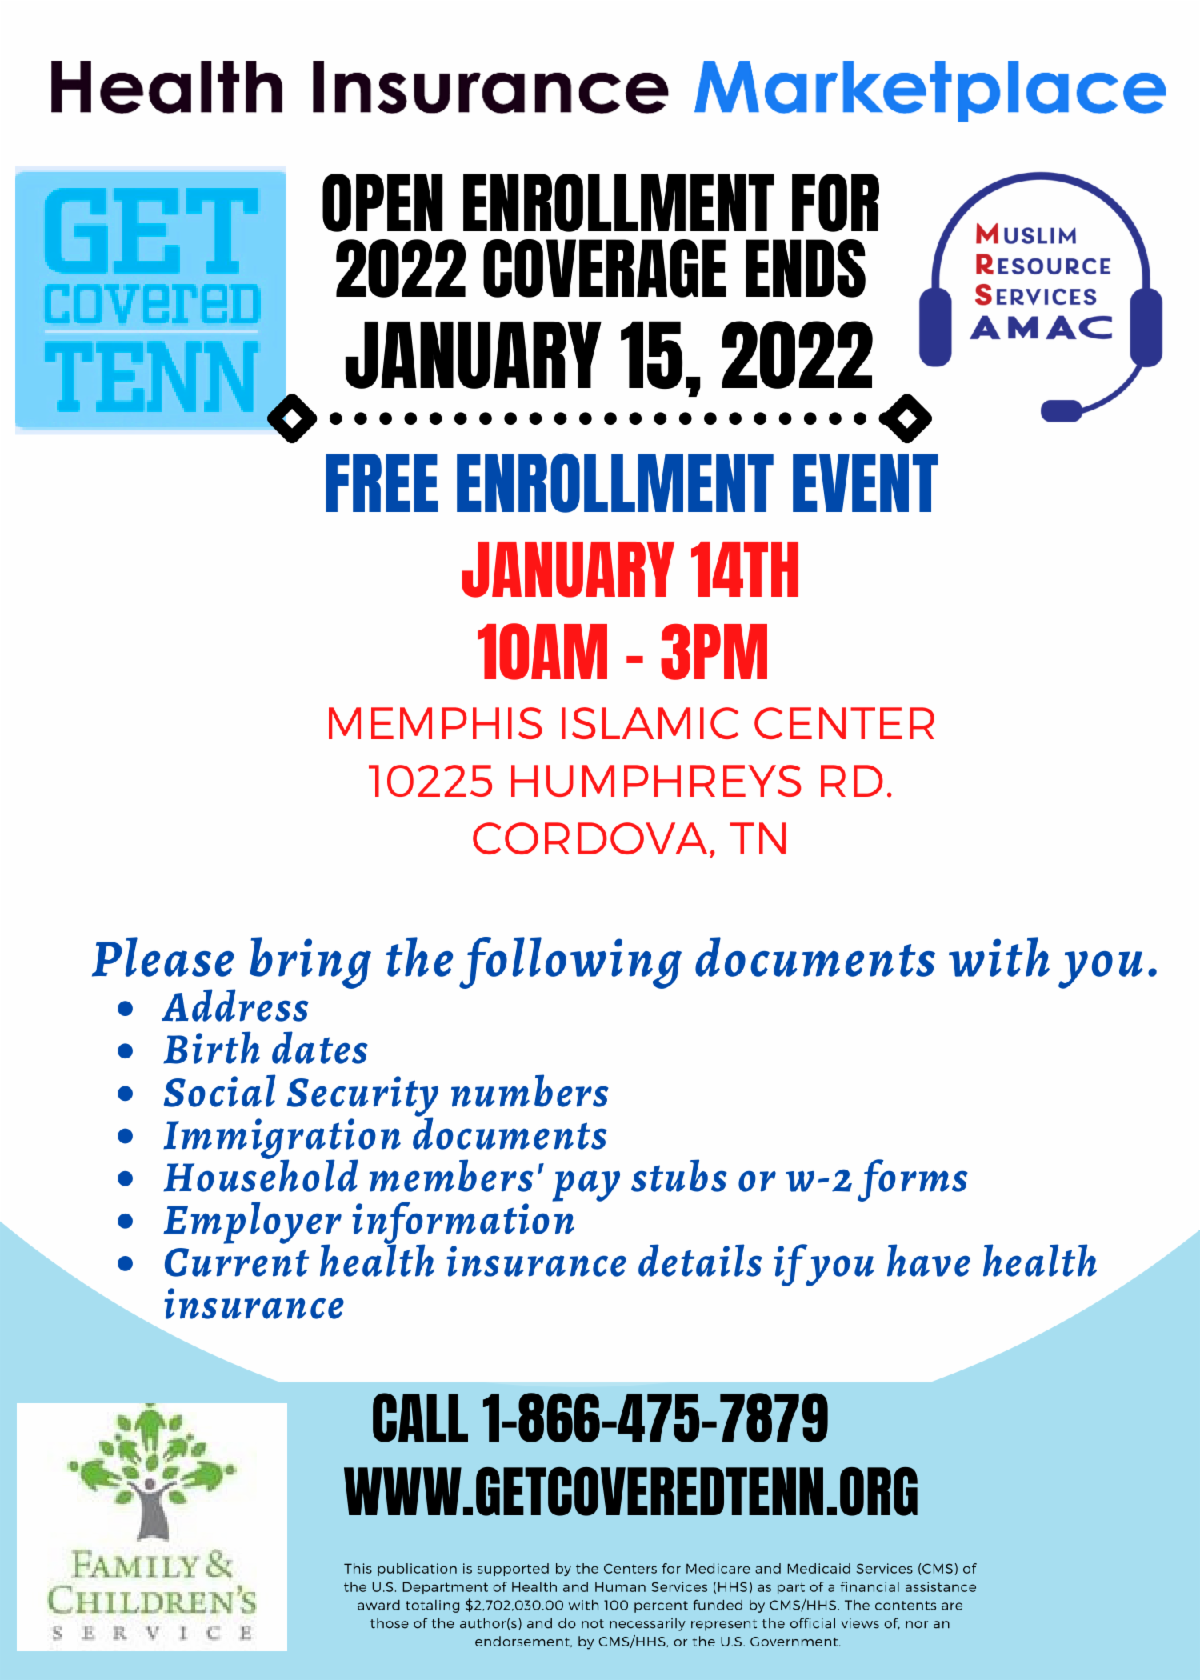 Health Insurance Marketplace
GET
covered
TENN
OPEN ENROLLMENT FOR
2022 COVERAGE ENDS
JANUARY 15, 2022
MUSLIM
RESOURCE
SERVICES
AMAC
FREE ENROLLMENT EVENT
JANUARY 14TH
10AM - 3PM
MEMPHIS ISLAMIC CENTER
10225 HUMPHREYS RD.
CORDOVA, TN
Please bring the following documents with you.
• Address
• Birth dates
• Social Security numbers
• Immigration documents
• Household members' pay stubs or w-2 forms
• Employer information
• Current health insurance details if you have health
insurance
CALL 1-866-475-7879
WWW.GETCOVEREDTENN.ORG
FAMILY &
CHILDREN'S
SERVICE
This publication is supported by the Centers for Medicare and Medicaid Services (CMS) of
the U.S. Department of Health and Human Services (HHS) as part of a financial assistance
award totaling $2,702,030.00 with 100 percent funded by CMS/HHS. The contents are
those of the author(s) and do not necessarily represent the official views of, nor an
endorsement, by CMS/HHS, or the U.S. Government.